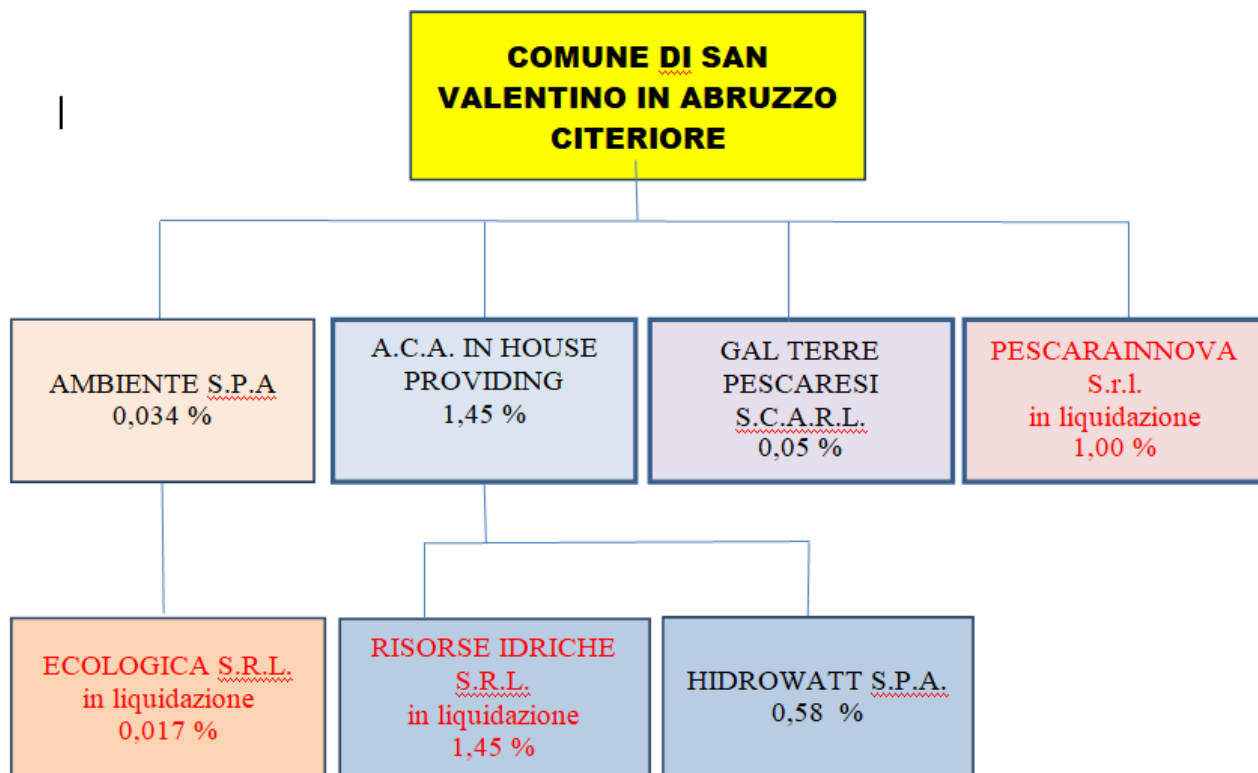 COMUNE DI SAN
VALENTINO IN ABRUZZO
CITERIORE
AMBIENTE S.P.A
0,034 %
A.C.A. IN HOUSE
PROVIDING
1,45 %
GAL TERRE
PESCARESI
S.C.A.R.L.
0,05 %
PESCARAINNOVA
S.r.l.
in liquidazione
1,00 %
ECOLOGICA S.R.L.
in liquidazione
0,017 %
RISORSE IDRICHE
S.R.L.
in liquidazione
1,45 %
HIDROWATT S.P.A.
0,58 %